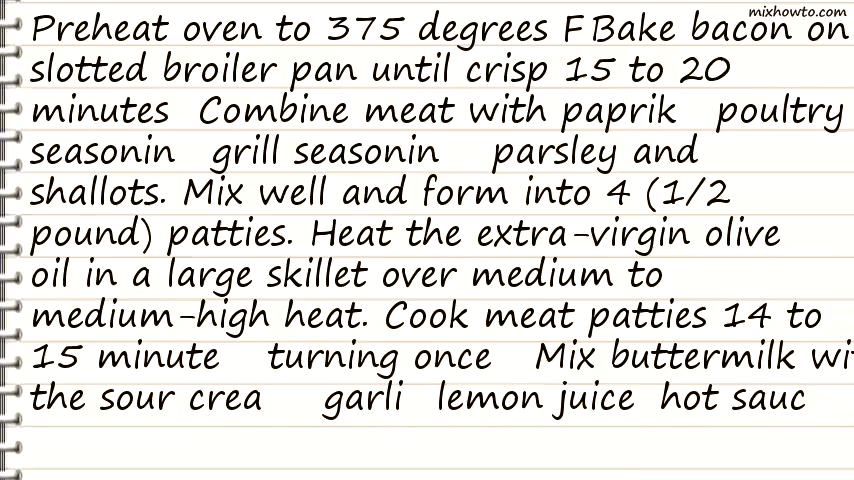 mixhowto.com
Preheat oven to 375 degrees F Bake bacon on
slotted broiler pan until crisp 15 to 20
minutes Combine meat with paprik poultry
seasonin grill seasonin parsley and
shallots. Mix well and form into 4 (1/2
pound) patties. Heat the extra-virgin olive
oil in a large skillet over medium to
medium-high heat. Cook meat patties 14 to
15 minute turning once Mix buttermilk wi
the sour crea garli lemon juice hot sauc